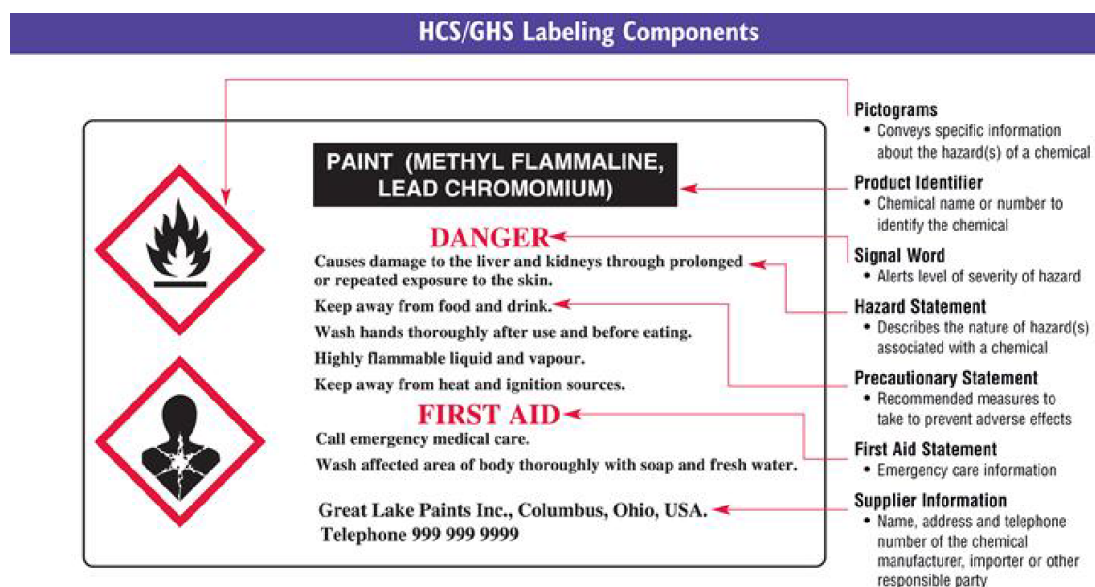 HCS/GHS Labeling Components
PAINT (METHYL FLAMMALINE,
LEAD CHROMOMIUM)
DANGER
Causes damage to the liver and kidneys through prolonged
or repeated exposure to the skin.
Keep away from food and drink.
Wash hands thoroughly after use and before eating.
Highly flammable liquid and vapour.
Keep away from heat and ignition sources.
FIRST AID
Call emergency medical care.
Wash affected area of body thoroughly with soap and fresh water.
Great Lake Paints Inc., Columbus, Ohio, USA.
Telephone 999 999 9999
Pictograms
• Conveys specific information
about the hazard(s) of a chemical
Product Identifier
• Chemical name or number to
identify the chemical
Signal Word
• Alerts level of severity of hazard
Hazard Statement
• Describes the nature of hazard(s)
associated with a chemical
Precautionary Statement
• Recommended measures to
take to prevent adverse effects
First Aid Statement
• Emergency care information
Supplier Information
• Name, address and telephone
number of the chemical
manufacturer, importer or other
responsible party